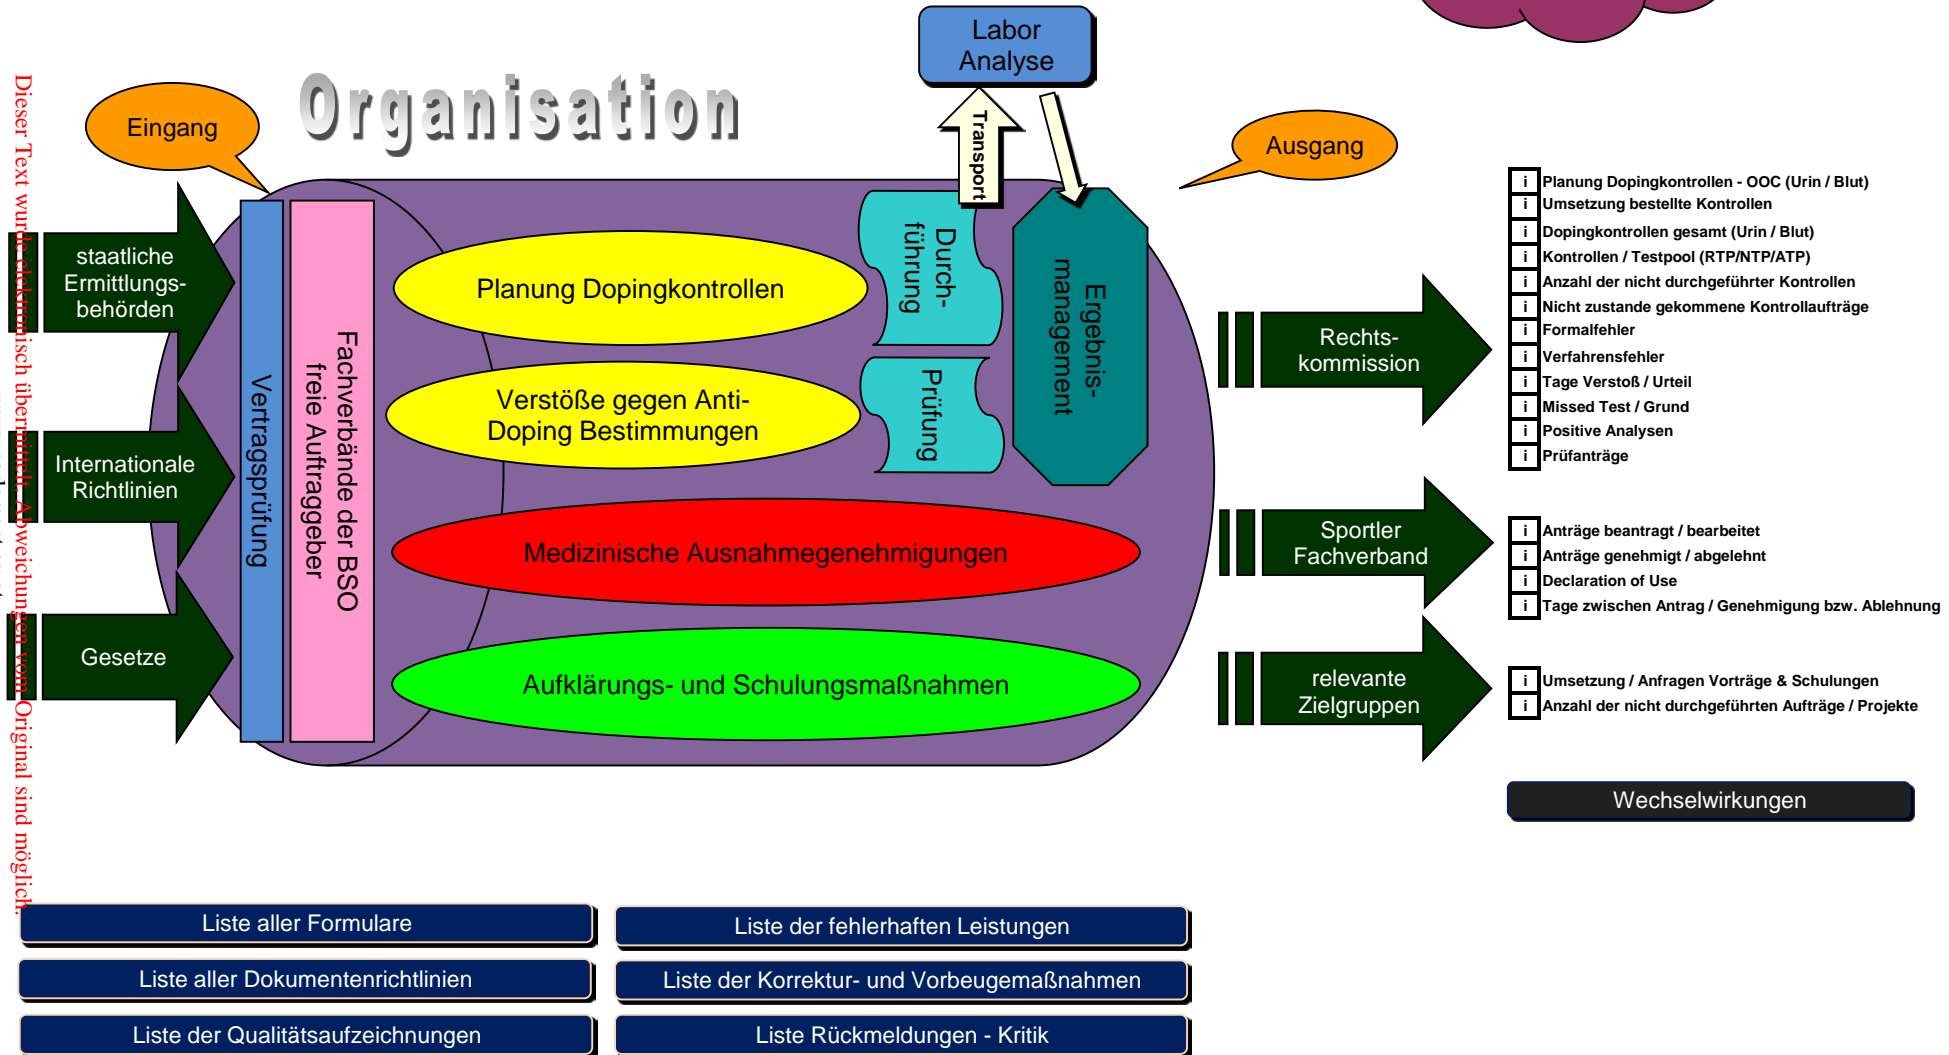 Labor
Analyse
Organisation
Eingang
Transport
Ausgang
staatliche
Ermittlungs-
behörden
Internationale
Richtlinien
Gesetze
Vertragsprüfung
Fachverbände der BSO
freie Auftraggeber
Planung Dopingkontrollen
Verstöße gegen Anti-
Doping Bestimmungen
Medizinische Ausnahmegenehmigungen
Aufklärungs- und Schulungsmaßnahmen
Durch-
führung
Prüfung
Ergebnis-
management
Rechts-
kommission
Sportler
Fachverband
relevante
Zielgruppen
i Planung Dopingkontrollen - OOC (Urin / Blut)
i Umsetzung bestellte Kontrollen
i Dopingkontrollen gesamt (Urin / Blut)
i Kontrollen / Testpool (RTP/NTP/ATP)
i Anzahl der nicht durchgeführter Kontrollen
i Nicht zustande gekommene Kontrollaufträge
i Formalfehler
i Verfahrensfehler
i Tage Verstoß / Urteil
i Missed Test / Grund
i Positive Analysen
i Prüfanträge
i Anträge beantragt / bearbeitet
i Anträge genehmigt / abgelehnt
i Declaration of Use
i Tage zwischen Antrag / Genehmigung bzw. Ablehnung
i Umsetzung / Anfragen Vorträge & Schulungen
i Anzahl der nicht durchgeführten Aufträge / Projekte
Wechselwirkungen
Liste aller Formulare
Liste aller Dokumentenrichtlinien
Liste der Qualitätsaufzeichnungen
Liste der fehlerhaften Leistungen
Liste der Korrektur- und Vorbeugemaßnahmen
Liste Rückmeldungen - Kritik
Dieser Text wurde elektronisch übermittelt. Abweichungen vom Original sind möglich.